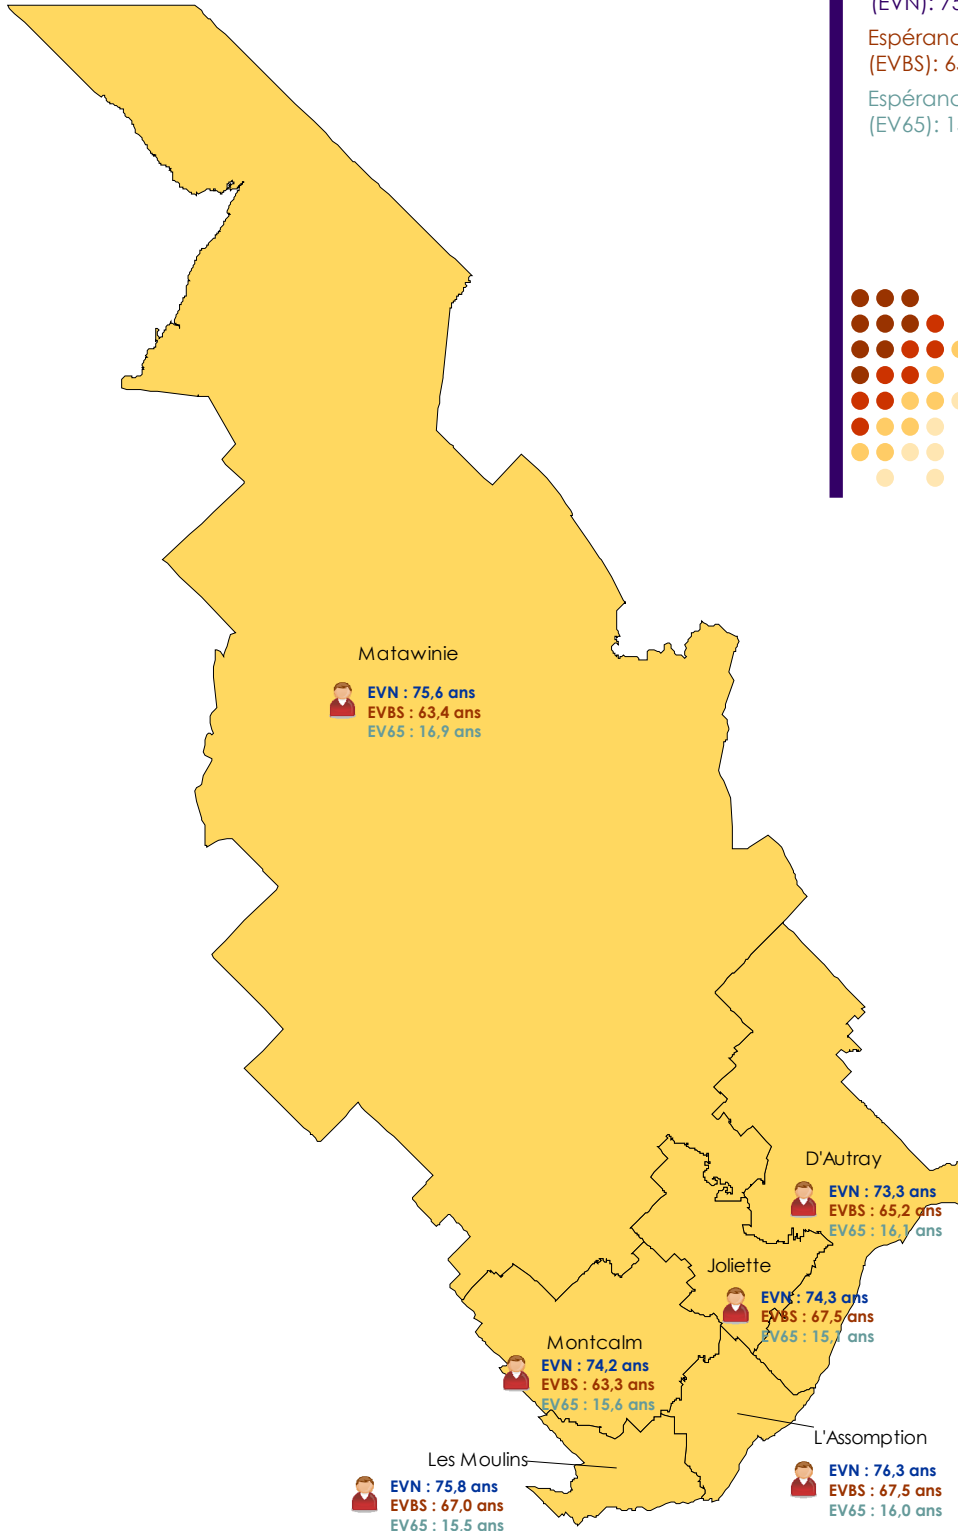 (EVN): 75
(EVBS): 6
(EV65): 1
Matawinie
EVN : 75,6 ans
EVBS : 63,4 ans
EV65 : 16,9 ans
D'Autray
EVN : 73,3 ans
EVBS : 65,2 ans
EV65 : 16,1 ans
Joliette
EVN : 74,3 ans
EVBS : 67,5 ans
EV65 : 15,1 ans
Montcalm
EVN : 74,2 ans
EVBS : 63,3 ans
EV65 : 15,6 ans
L'Assomption
EVN : 76,3 ans
EVBS : 67,5 ans
EV65 : 16,0 ans
Les Moulins
EVN : 75,8 ans
EVBS : 67,0 ans
EV65 : 15,5 ans